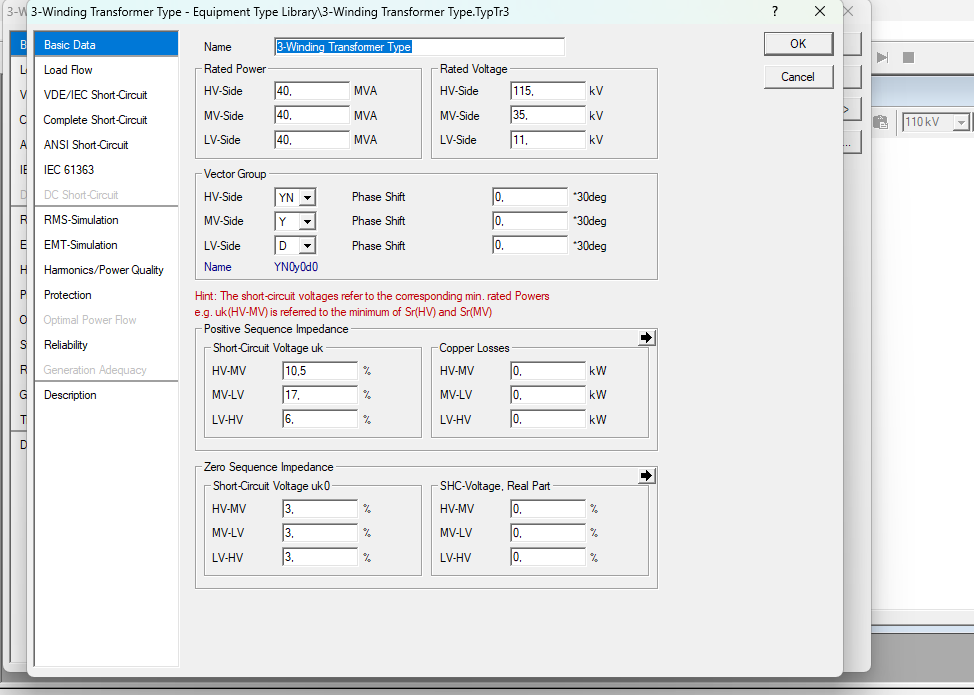 3-Winding Transformer Type - Equipment Type Library\3-Winding Transformer Type.TypTr3
?
Basic Data
Load Flow
VDE/IEC Short-Circuit
Complete Short-Circuit
ANSI Short-Circuit
IEC 61363
DC Short-Circuit
RMS-Simulation
EMT-Simulation
Harmonics/Power Quality
Protection
Optimal Power Flow
Reliability
Generation Adequacy
Description
Name 3-Winding Transformer Type
OK
Cancel
Rated Power
HV-Side 40, MVA
MV-Side 40, MVA
LV-Side 40, MVA
Rated Voltage
HV-Side 115, kV
MV-Side 35, kV
LV-Side 11, kV
Vector Group
HV-Side YN Phase Shift 0, *30deg
MV-Side Y Phase Shift 0, *30deg
LV-Side D Phase Shift 0, *30deg
Name YN0y0d0
Hint: The short-circuit voltages refer to the corresponding min. rated Powers
e.g. uk(HV-MV) is referred to the minimum of Sr(HV) and Sr(MV)
Positive Sequence Impedance
Short-Circuit Voltage uk
HV-MV 10,5 %
MV-LV 17, %
LV-HV 6, %
Copper Losses
HV-MV 0, kW
MV-LV 0, kW
LV-HV 0, kW
Zero Sequence Impedance
Short-Circuit Voltage uk0
HV-MV 3, %
MV-LV 3, %
LV-HV 3, %
SHC-Voltage, Real Part
HV-MV 0, %
MV-LV 0, %
LV-HV 0, %
110 kV